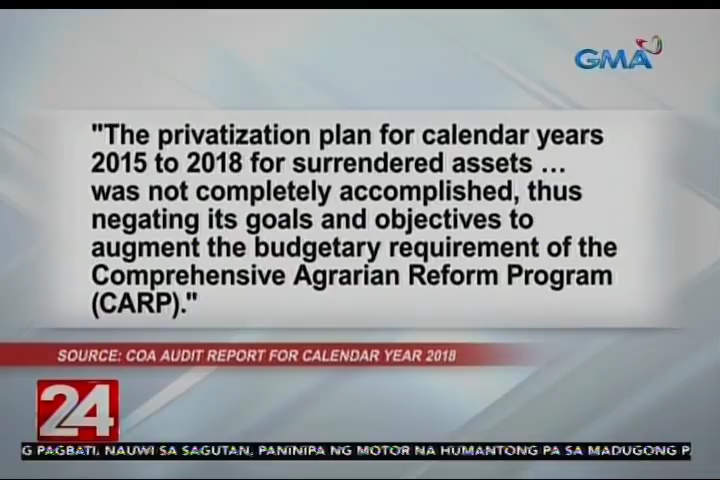 GMA
"The privatization plan for calendar years
2015 to 2018 for surrendered assets ...
was not completely accomplished, thus
negating its goals and objectives to
augment the budgetary requirement of the
Comprehensive Agrarian Reform Program
(CARP)."
SOURCE: COA AUDIT REPORT FOR CALENDAR YEAR 2018
24
G PAGBATI, NAUWI SA SAGUTAN, PANINIPA NG MOTOR NA HUMANTONG PA SA MADUGONG P